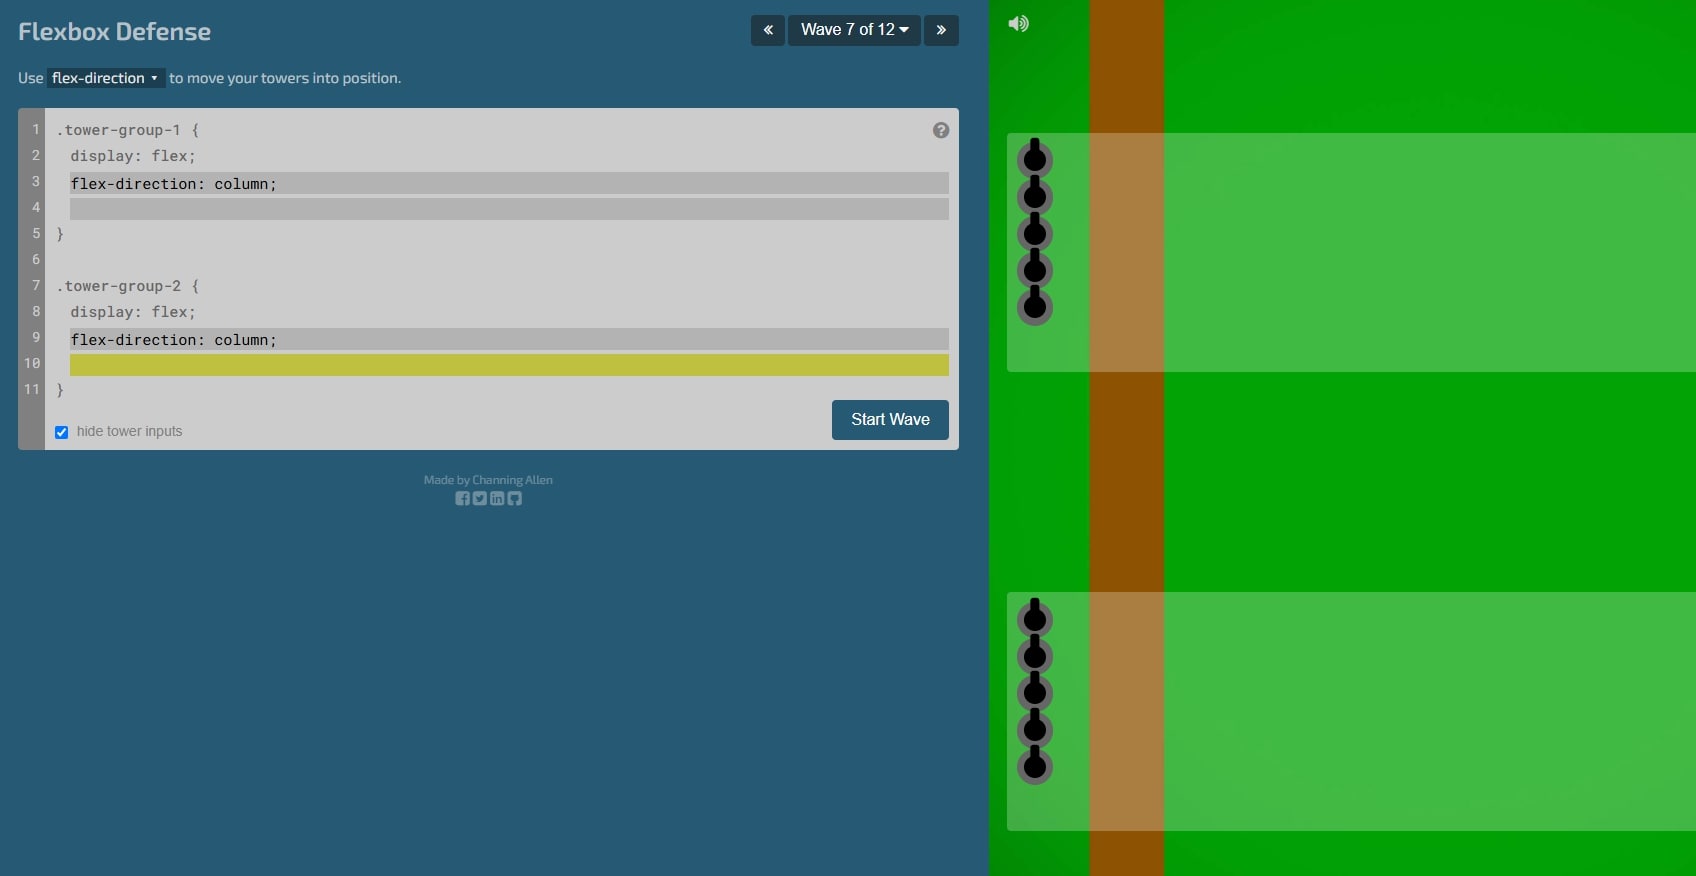 Flexbox Defense
« Wave 7 of 12 »
Use flex-direction to move your towers into position.
1 .tower-group-1 {
2 display: flex;
3 flex-direction: column;
4
5 }
6
7 .tower-group-2 {
8 display: flex;
9 flex-direction: column;
10
11 }
hide tower inputs
Start Wave
Made by Channing Allen